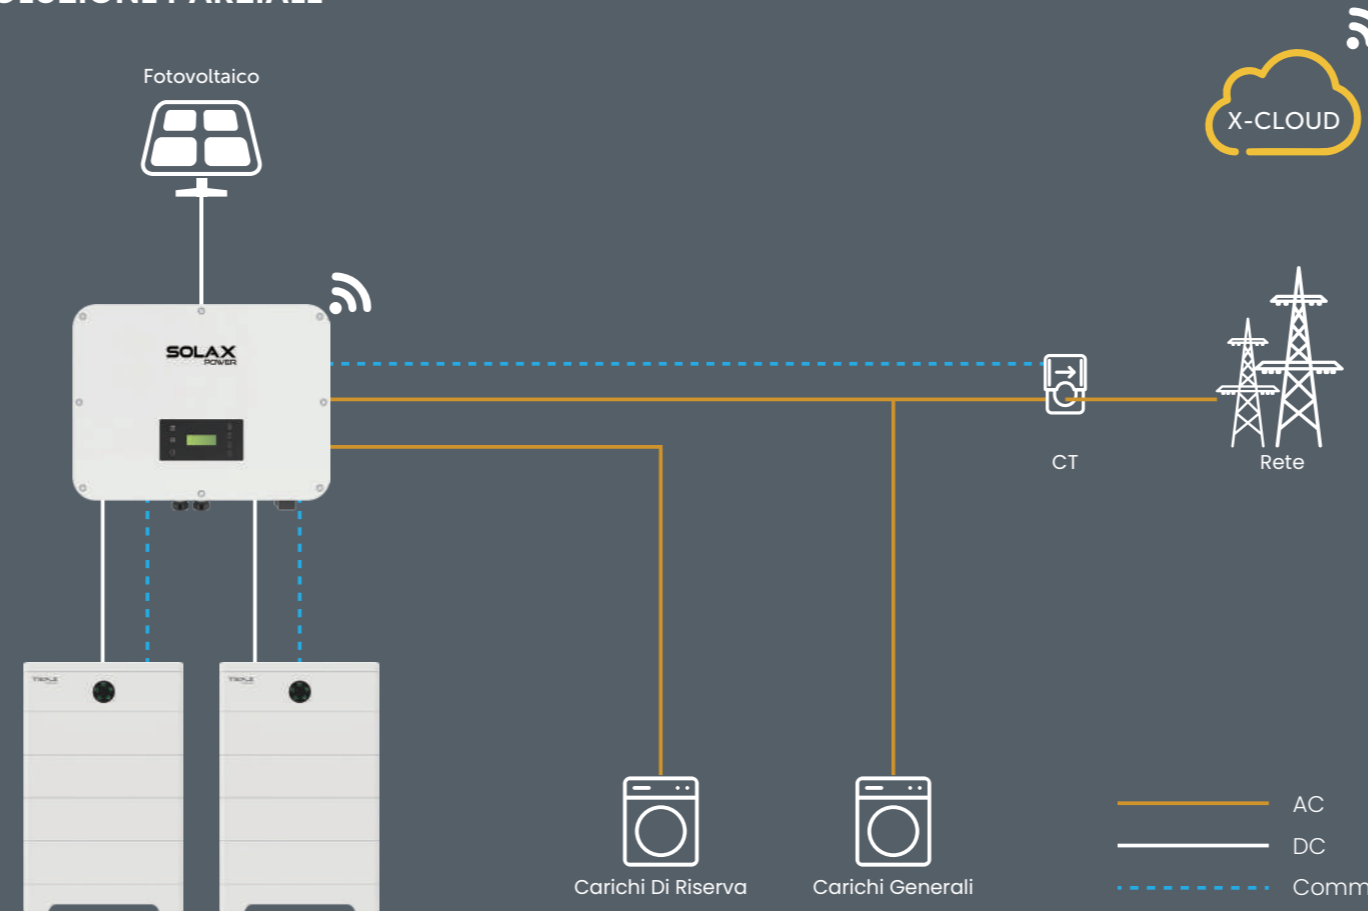 Fotovoltaico
X-CLOUD
SOLAX
POWER
CT
Rete
Carichi Di Riserva
Carichi Generali
AC
DC
Comm